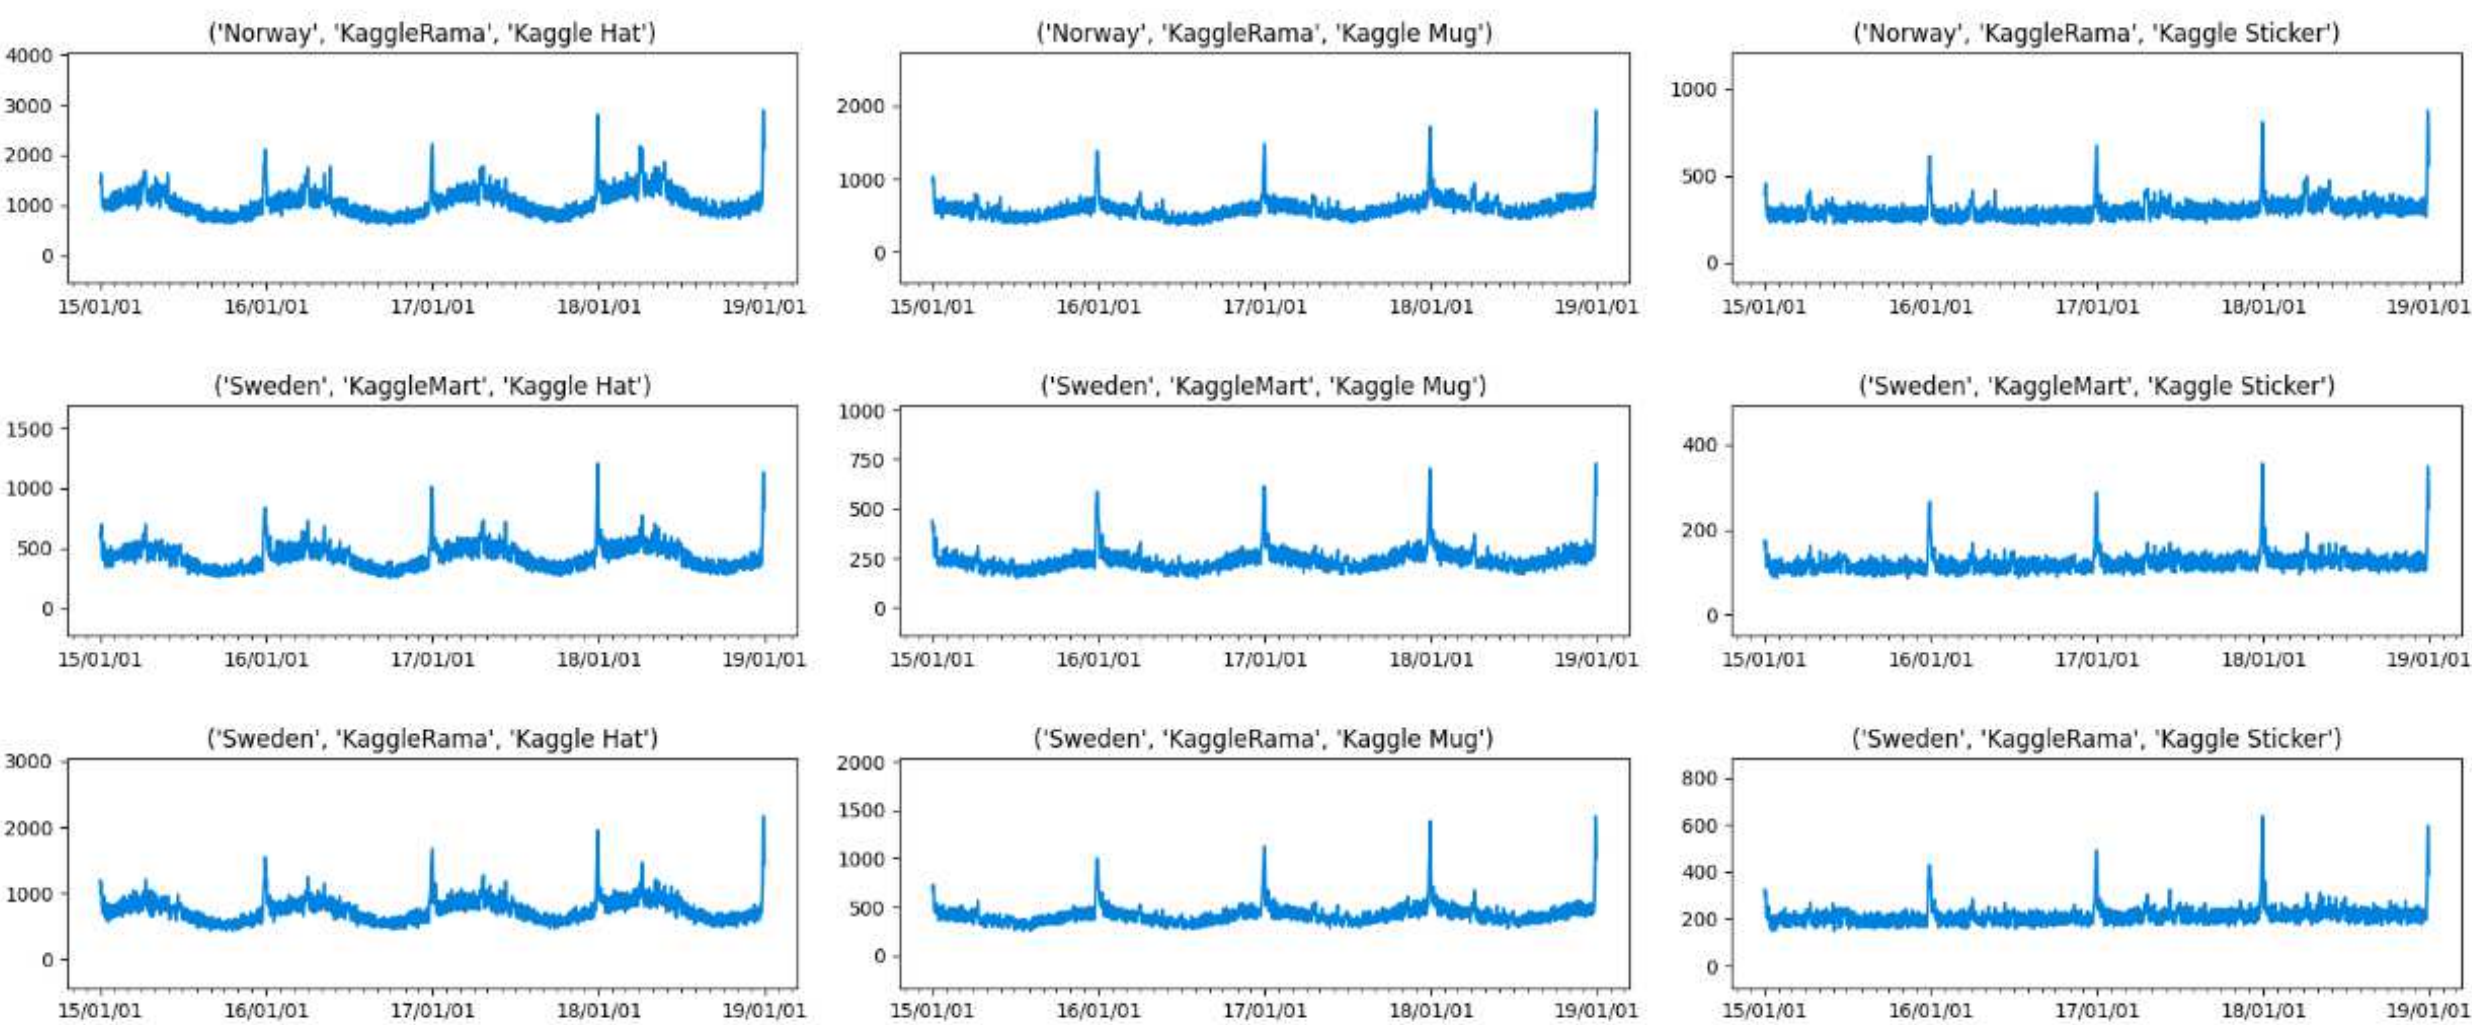 ('Norway', 'KaggleRama', 'Kaggle Hat')
4000
3000
2000
1000
0
15/01/01 16/01/01 17/01/01 18/01/01 19/01/01
('Norway', 'KaggleRama', 'Kaggle Mug')
2000
1000
0
15/01/01 16/01/01 17/01/01 18/01/01 19/01/01
('Norway', 'KaggleRama', 'Kaggle Sticker')
1000
500
0
15/01/01 16/01/01 17/01/01 18/01/01 19/01/01
('Sweden', 'KaggleMart', 'Kaggle Hat')
1500
1000
500
0
15/01/01 16/01/01 17/01/01 18/01/01 19/01/01
('Sweden', 'KaggleMart', 'Kaggle Mug')
1000
750
500
250
0
15/01/01 16/01/01 17/01/01 18/01/01 19/01/01
('Sweden', 'KaggleMart', 'Kaggle Sticker')
400
200
0
15/01/01 16/01/01 17/01/01 18/01/01 19/01/01
('Sweden', 'KaggleRama', 'Kaggle Hat')
3000
2000
1000
0
15/01/01 16/01/01 17/01/01 18/01/01 19/01/01
('Sweden', 'KaggleRama', 'Kaggle Mug')
2000
1500
1000
500
0
15/01/01 16/01/01 17/01/01 18/01/01 19/01/01
('Sweden', 'KaggleRama', 'Kaggle Sticker')
800
600
400
200
0
15/01/01 16/01/01 17/01/01 18/01/01 19/01/01